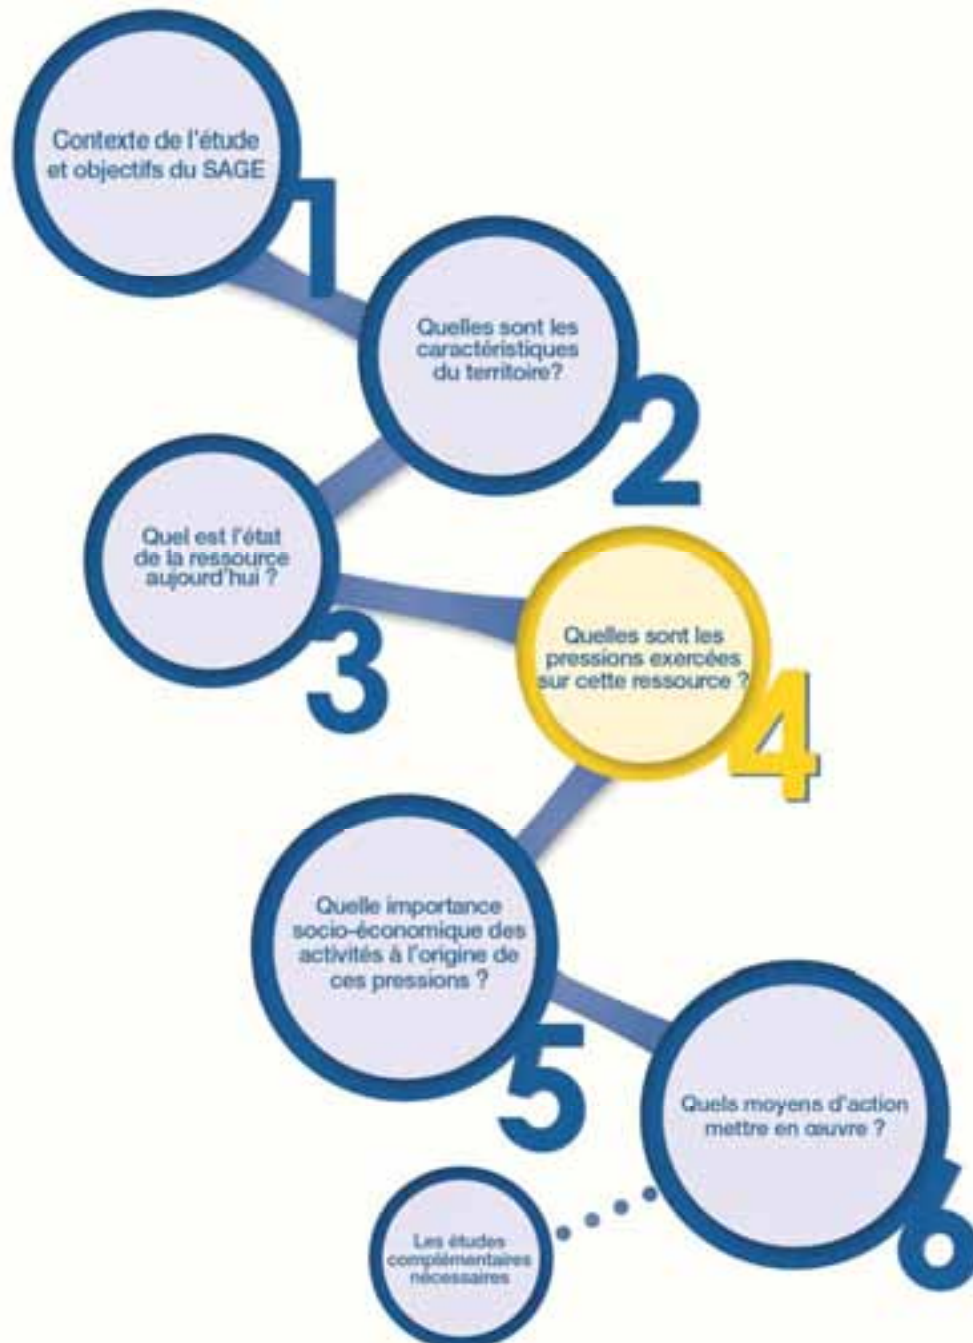 Contexte de l'étude
et objectifs du SAGE
1
Quelles sont les
caractéristiques
du territoire?
2
Quel est l'état
de la ressource
aujourd'hui ?
3
Quelles sont les
pressions exercées
sur cette ressource ?
4
Quelle importance
socio-économique des
activités à l'origine de
ces pressions ?
5
Quels moyens d'action
mettre en œuvre ?
6
Les études
complémentaires
nécessaires